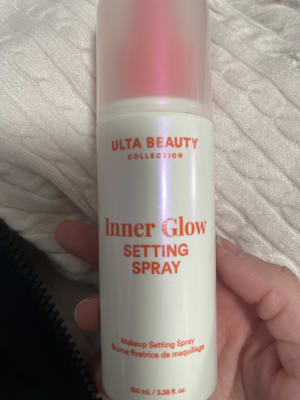 ULTA BEAUTY
COLLECTION
Inner Glow
SETTING
SPRAY
Makeup Setting Spray
Brume fixatrice de maquillage
100 mL / 3.38 fl. oz.